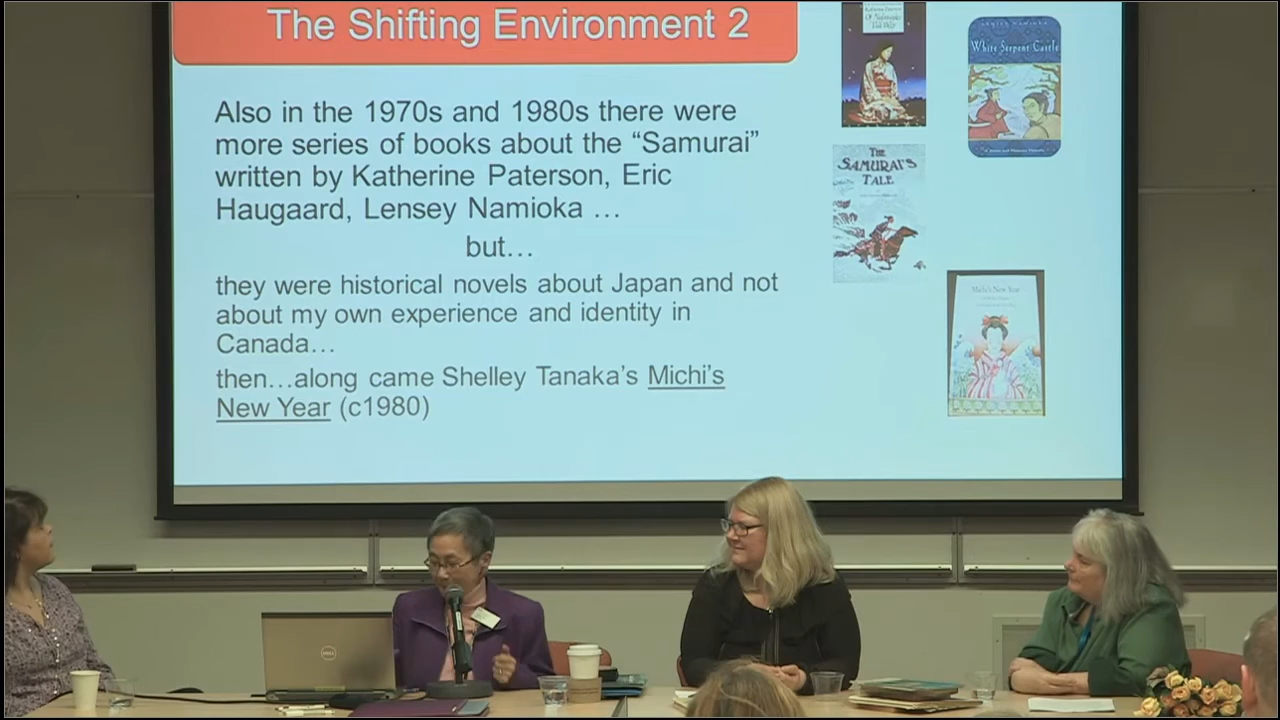 The Shifting Environment 2
Also in the 1970s and 1980s there were
more series of books about the “Samurai”
written by Katherine Paterson, Eric
Haugaard, Lensey Namioka …
but…
they were historical novels about Japan and not
about my own experience and identity in
Canada…
then…along came Shelley Tanaka’s Michi’s
New Year (c1980)
White Serpent Castle
THE
SAMURAI'S
TALE
Michi's New Year
DELL